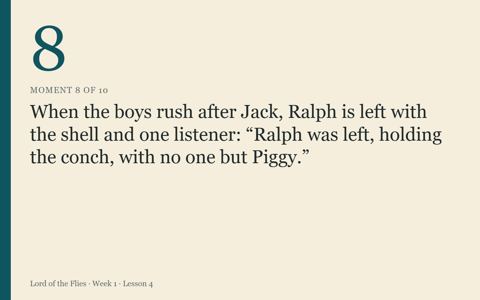 8
MOMENT 8 OF 10
When the boys rush after Jack, Ralph is left with
the shell and one listener: “Ralph was left, holding
the conch, with no one but Piggy.”
Lord of the Flies · Week 1 · Lesson 4